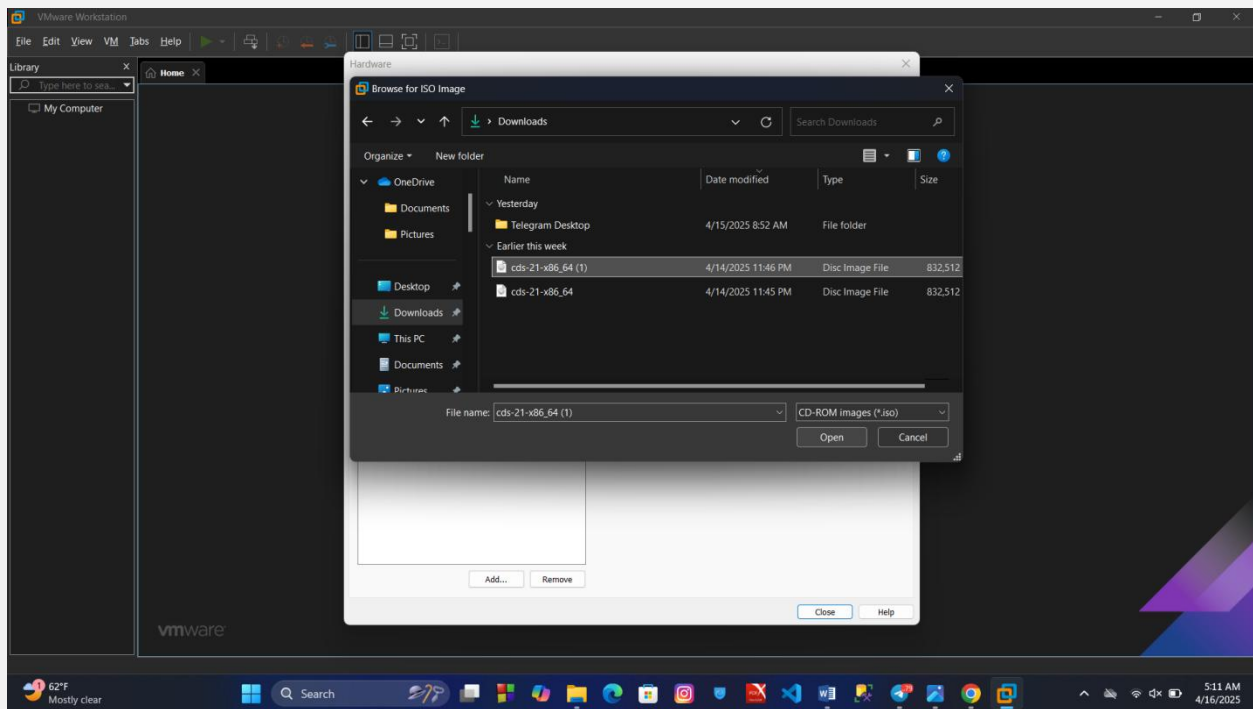 VMware Workstation
File Edit View VM Tabs Help
Library X
Type here to sea...
My Computer
Home
Hardware
Browse for ISO Image
Downloads
Search Downloads
Organize New folder
OneDrive
Documents
Pictures
Desktop
Downloads
This PC
Documents
Pictures
Name Date modified Type Size
Yesterday
Telegram Desktop 4/15/2025 8:52 AM File folder
Earlier this week
cds-21-x86_64 (1) 4/14/2025 11:46 PM Disc Image File 832,512
cds-21-x86_64 4/14/2025 11:45 PM Disc Image File 832,512
File name: cds-21-x86_64 (1) CD-ROM images (*.iso)
Open Cancel
Add... Remove
Close Help
vmware
1 62°F
Mostly clear
Search
5:11 AM
4/16/2025